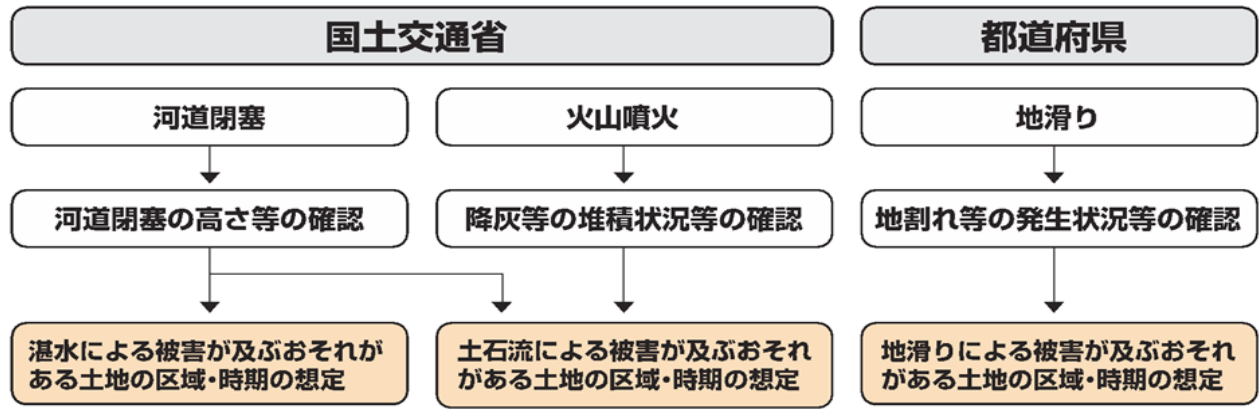 国土交通省
都道府県
河道閉塞
火山噴火
地滑り
河道閉塞の高さ等の確認
降灰等の堆積状況等の確認
地割れ等の発生状況等の確認
湛水による被害が及ぶおそれが
ある土地の区域・時期の想定
土石流による被害が及ぶおそれ
がある土地の区域・時期の想定
地滑りによる被害が及ぶおそれ
がある土地の区域・時期の想定